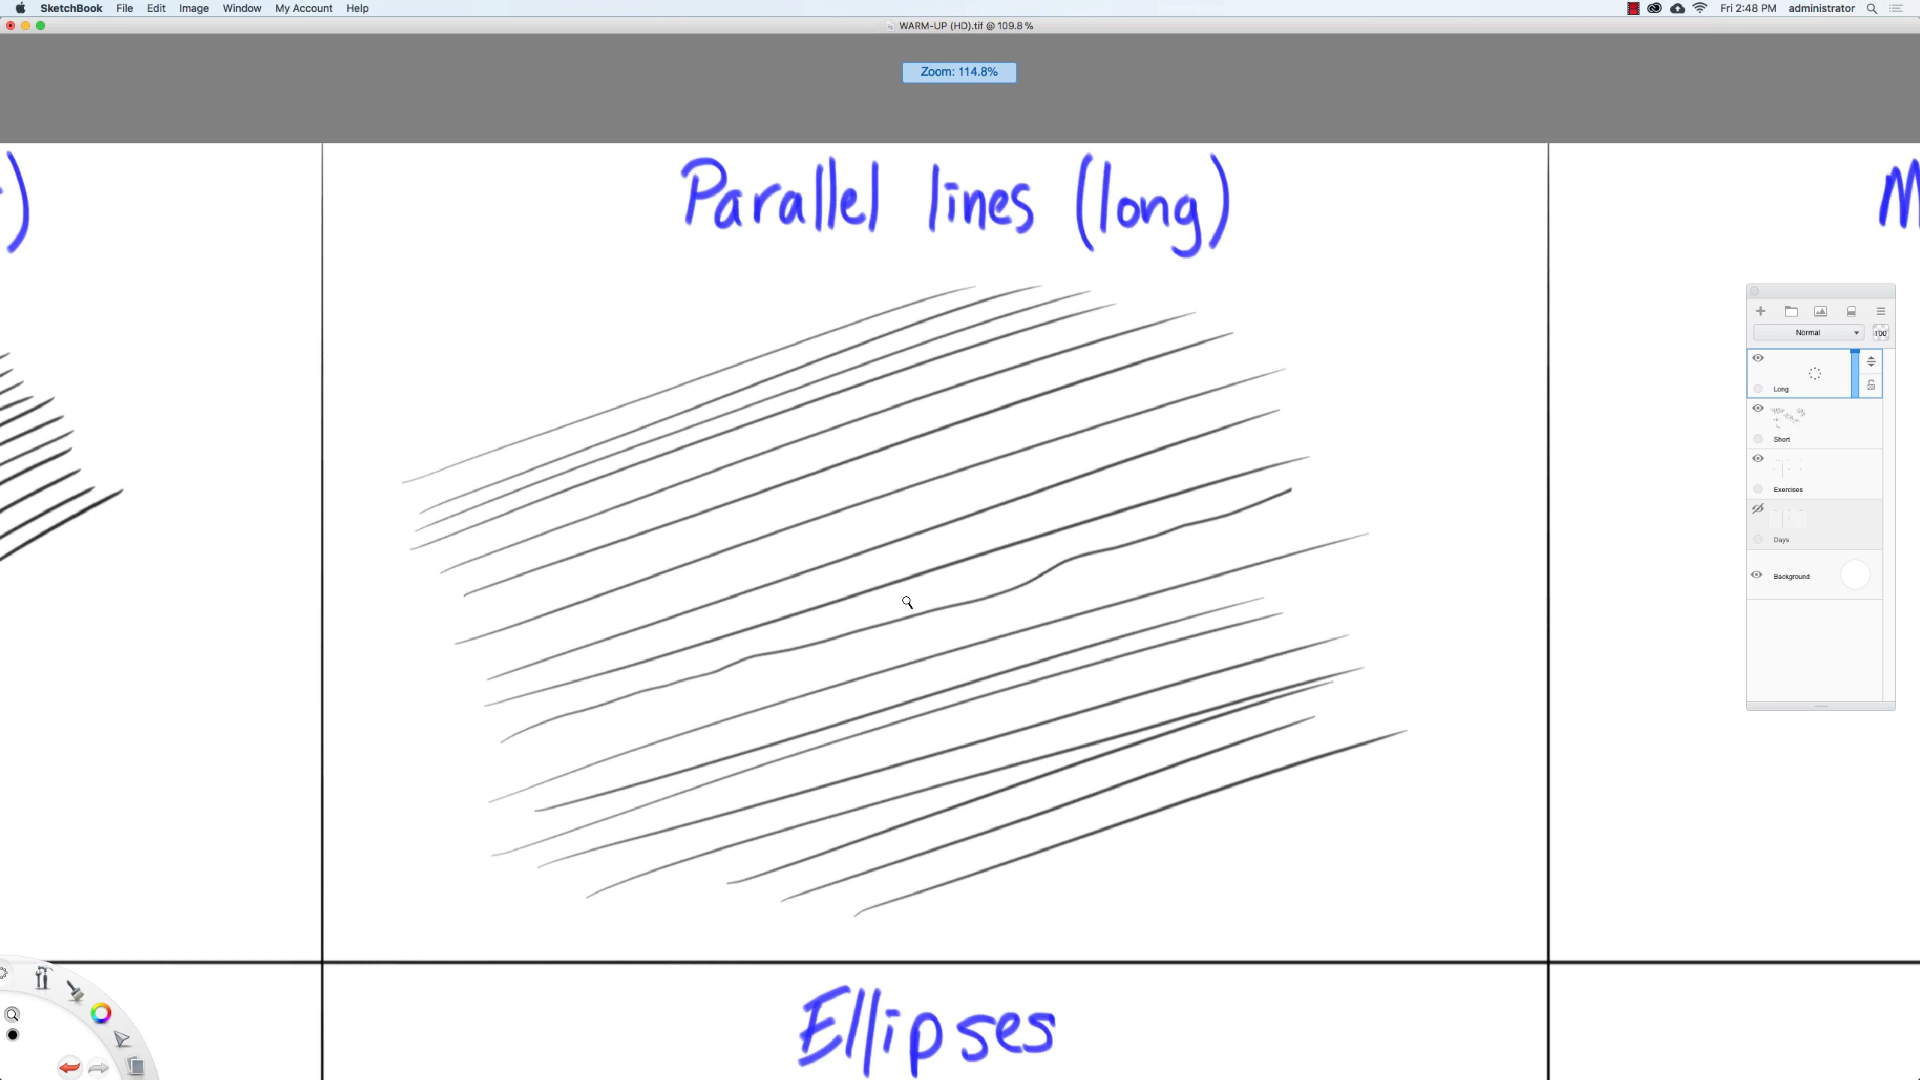 SketchBook File Edit Image Window My Account Help
Fri 2:48 PM administrator
WARM-UP (HD).tif @ 109.8 %
Zoom: 114.8%
)
Parallel lines (long)
M
Normal
100
Long
Short
Exercises
Days
Background
Ellipses